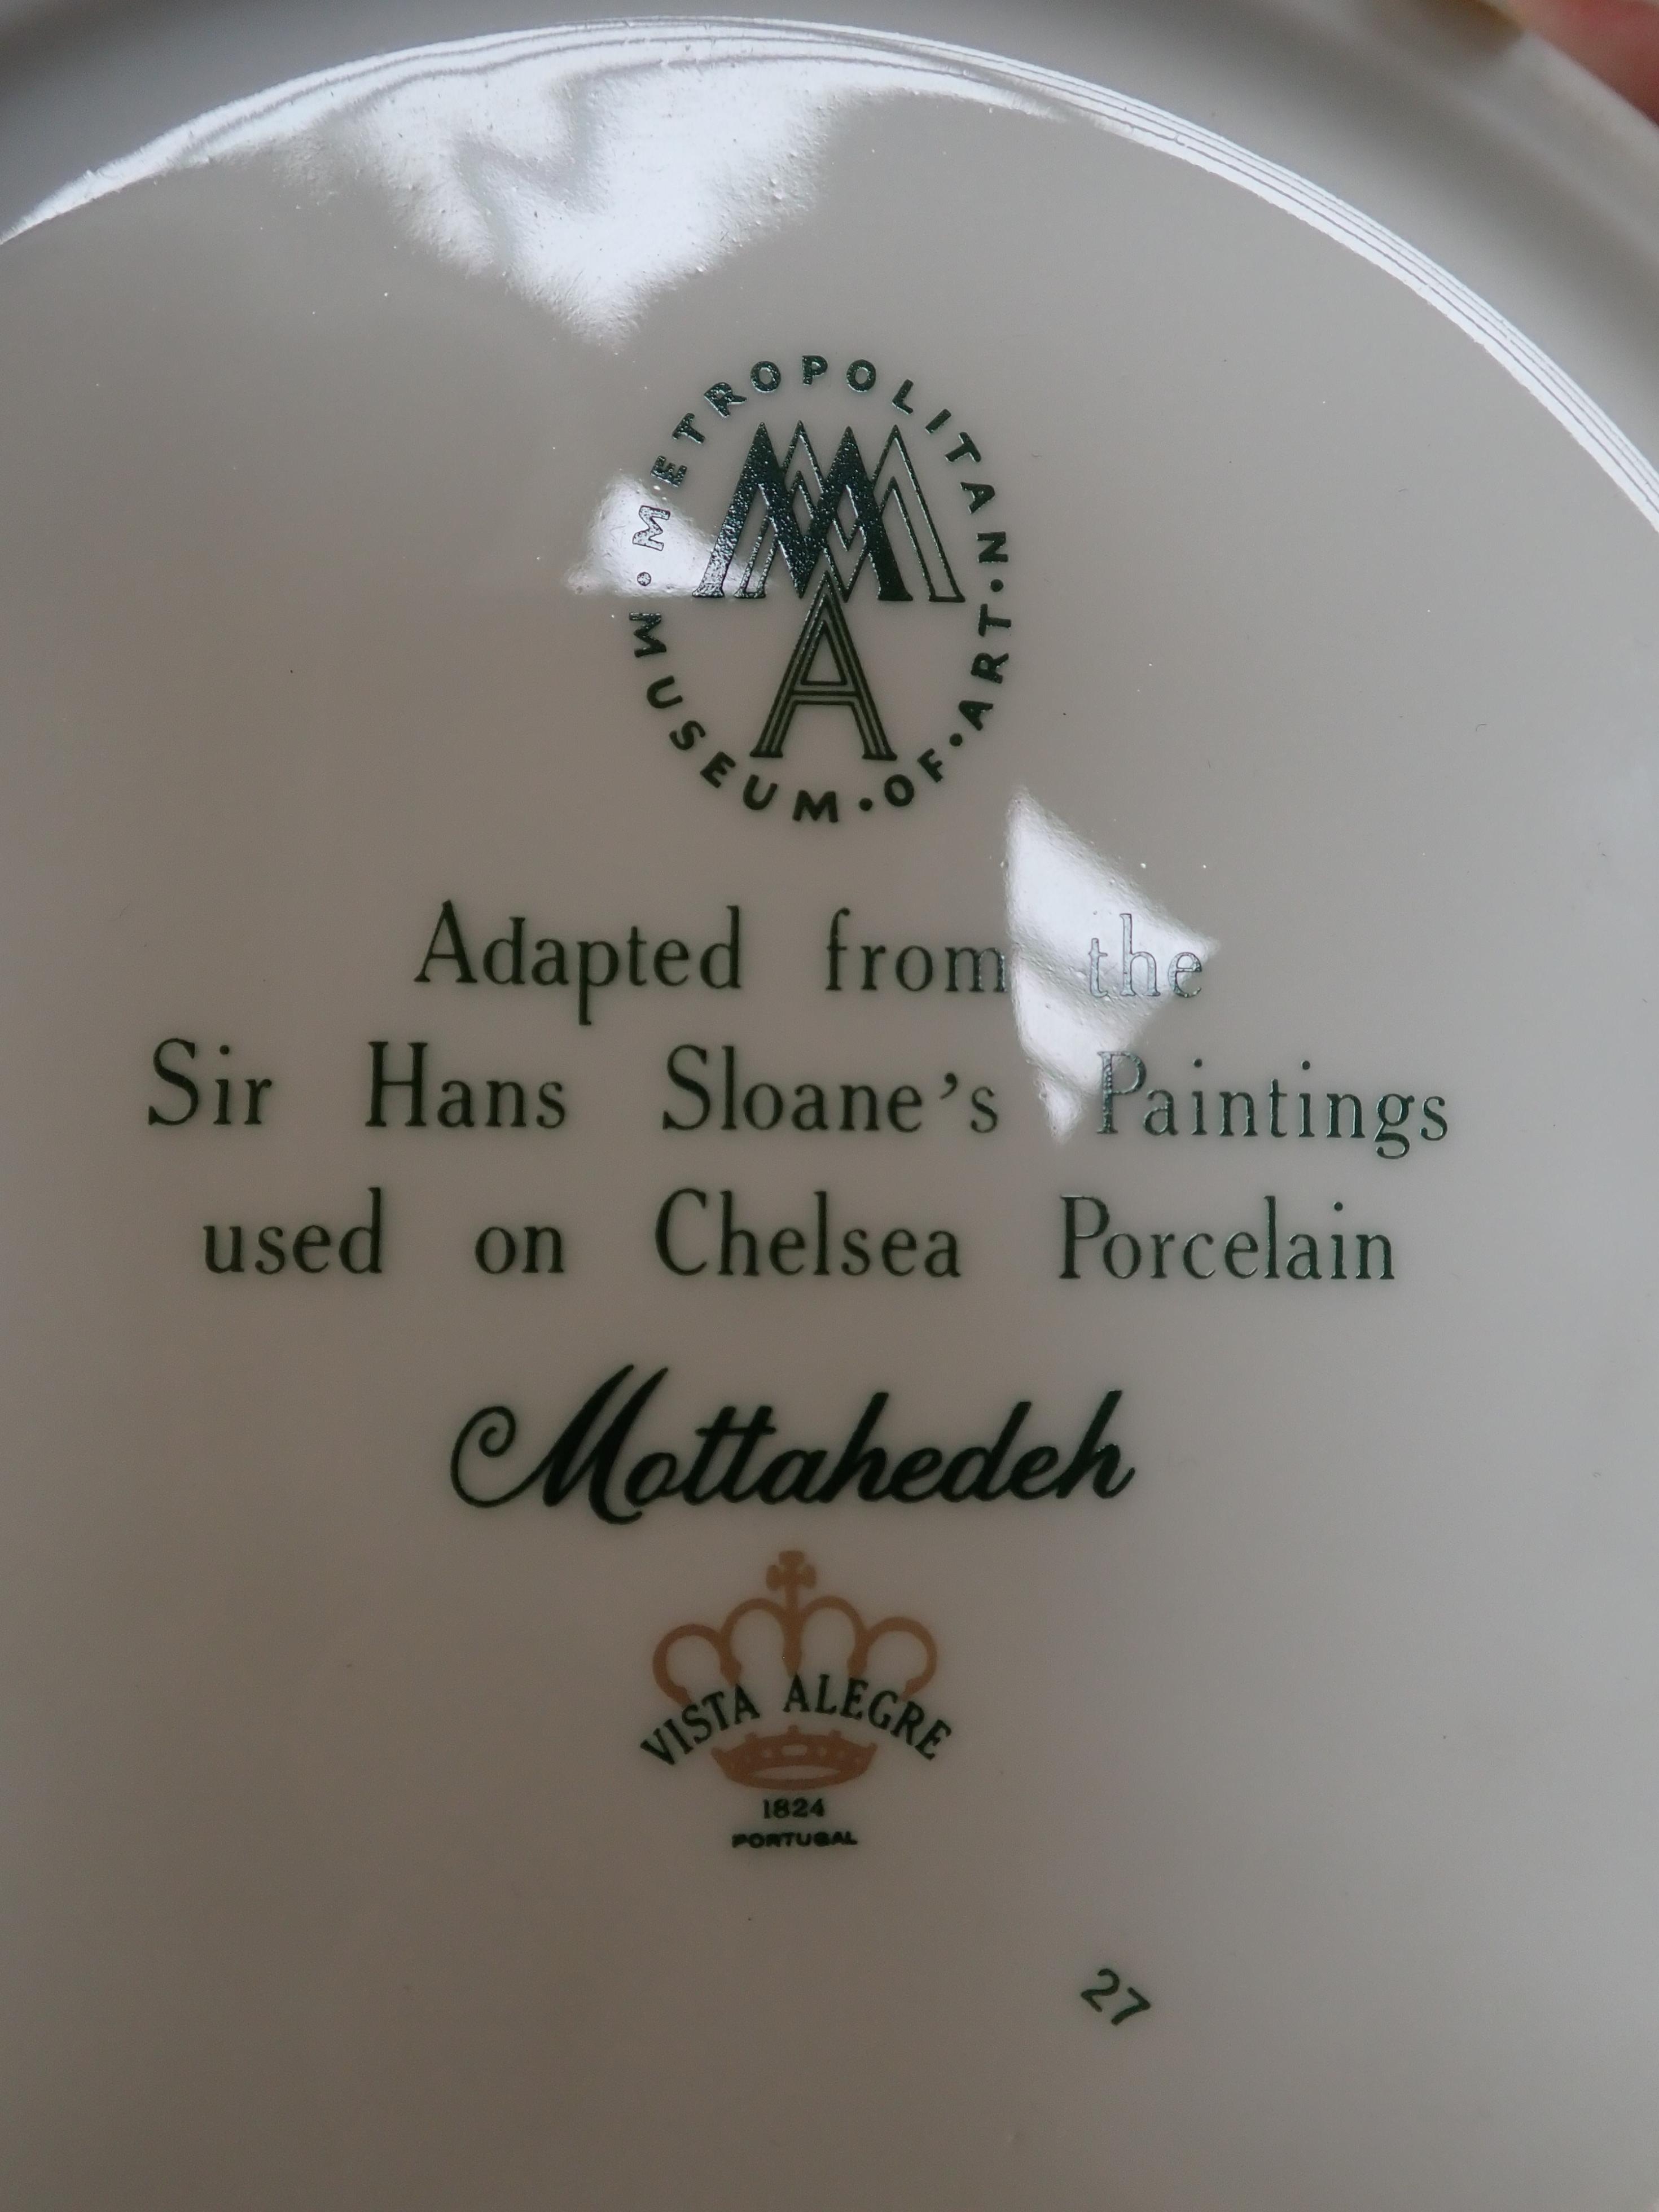 METROPOLITAN
MUSEUM • OF • ART • N
MMA
Adapted from the
Sir Hans Sloane's Paintings
used on Chelsea Porcelain
Mottahedeh
VISTA ALEGRE
1824
PORTUGAL
27